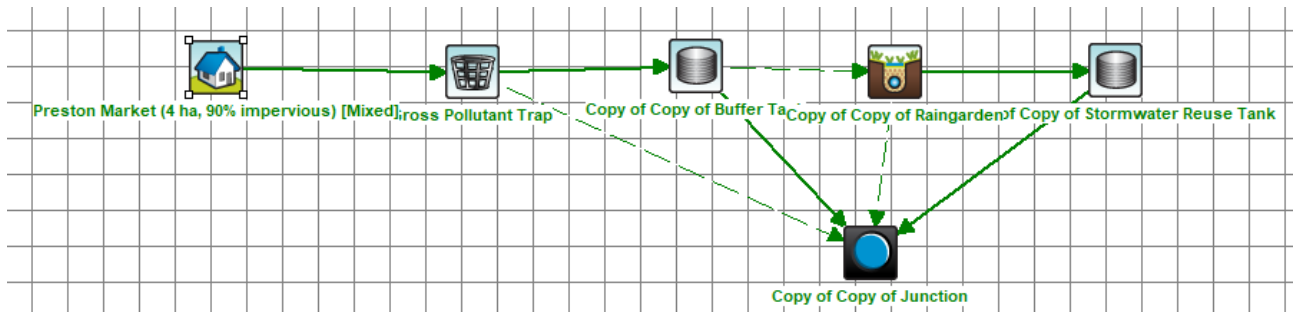 Preston Market (4 ha, 90% impervious) [Mixed]
ross Pollutant Trap
Copy of Copy of Buffer Ta
Copy of Copy of Raingarden
of Copy of Stormwater Reuse Tank
Copy of Copy of Junction